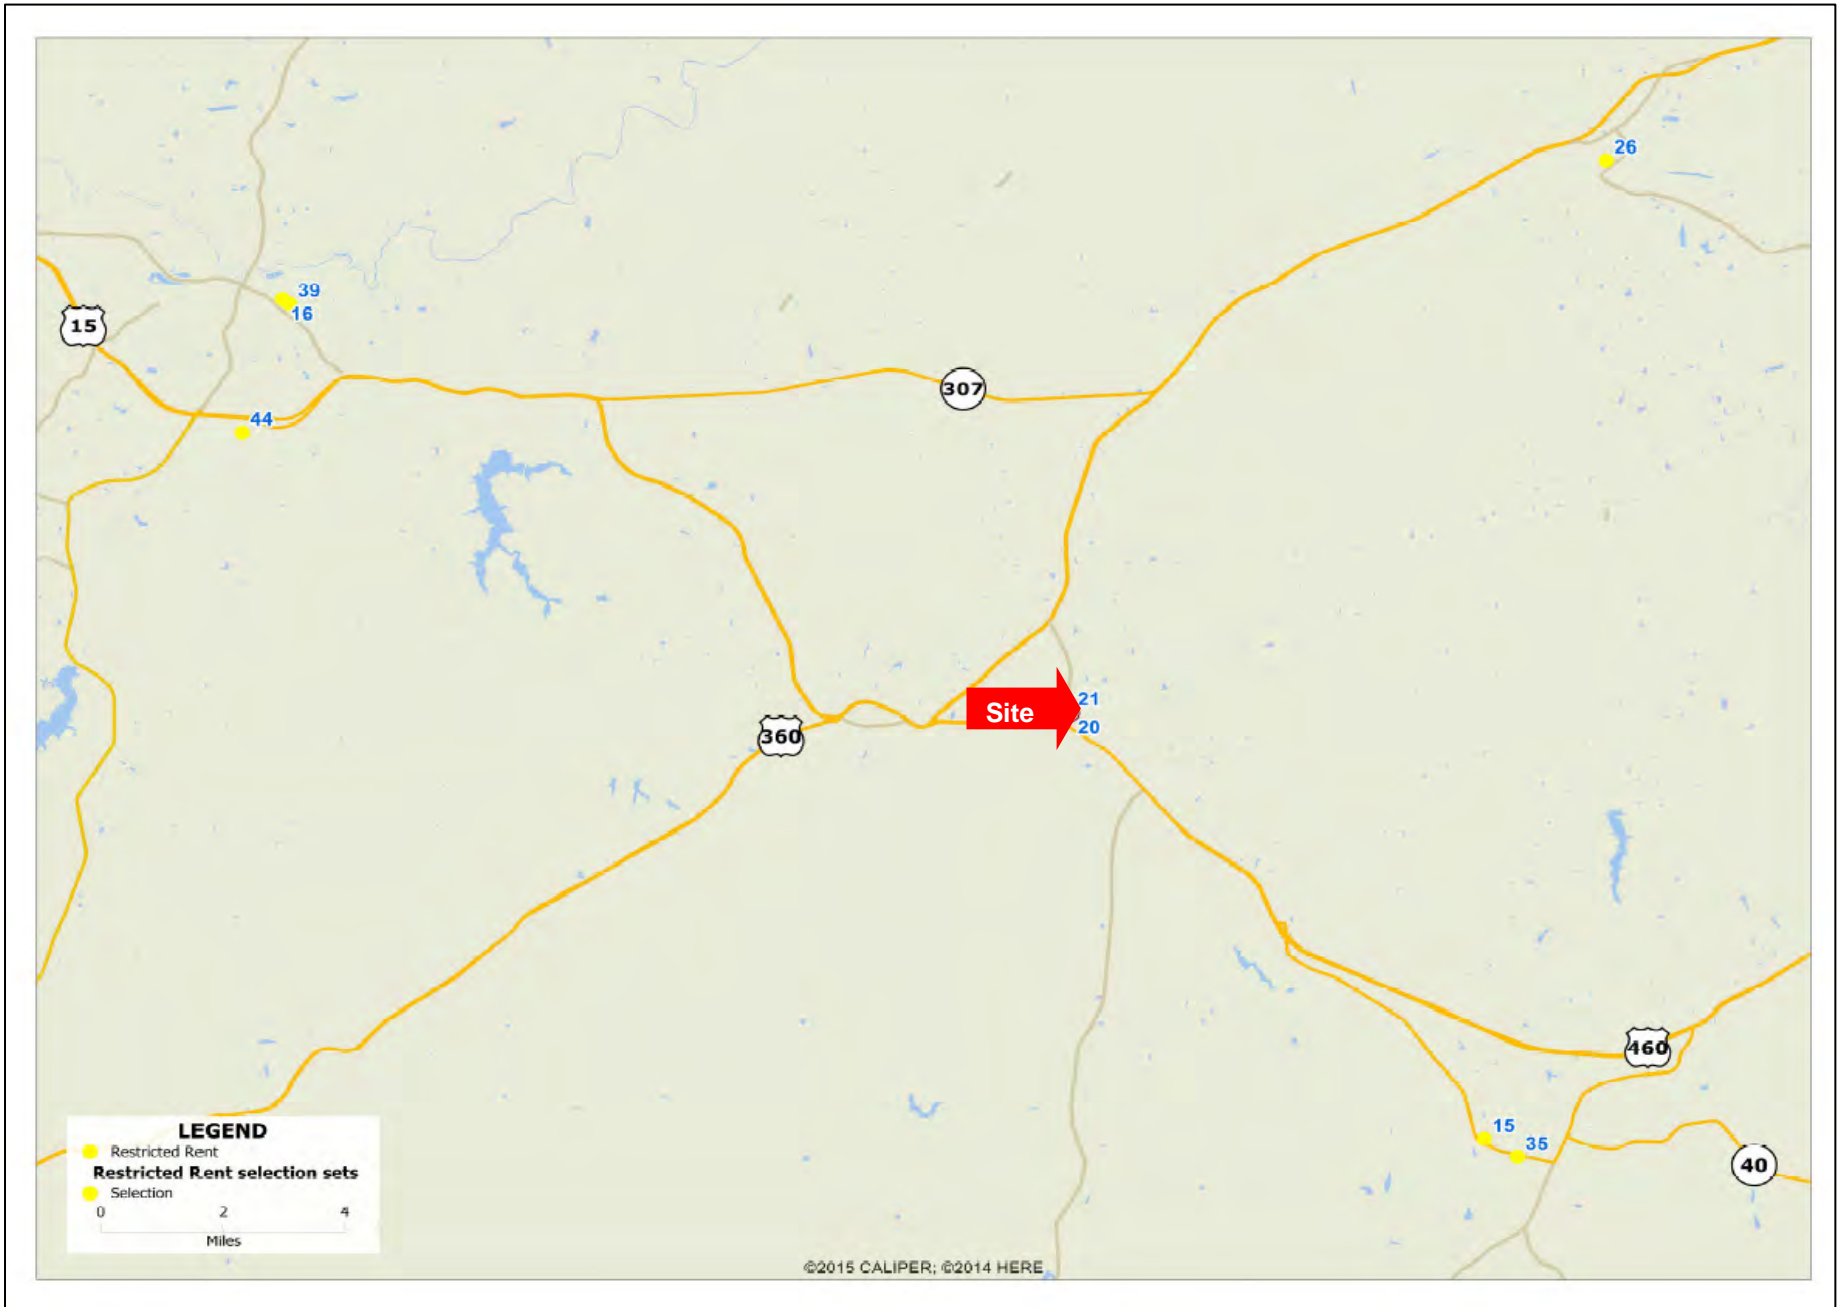 26
39
16
15
307
44
21
Site
20
360
460
15
35
40
LEGEND
Restricted Rent
Restricted Rent selection sets
Selection
0 2 4
Miles
©2015 CALIPER; ©2014 HERE